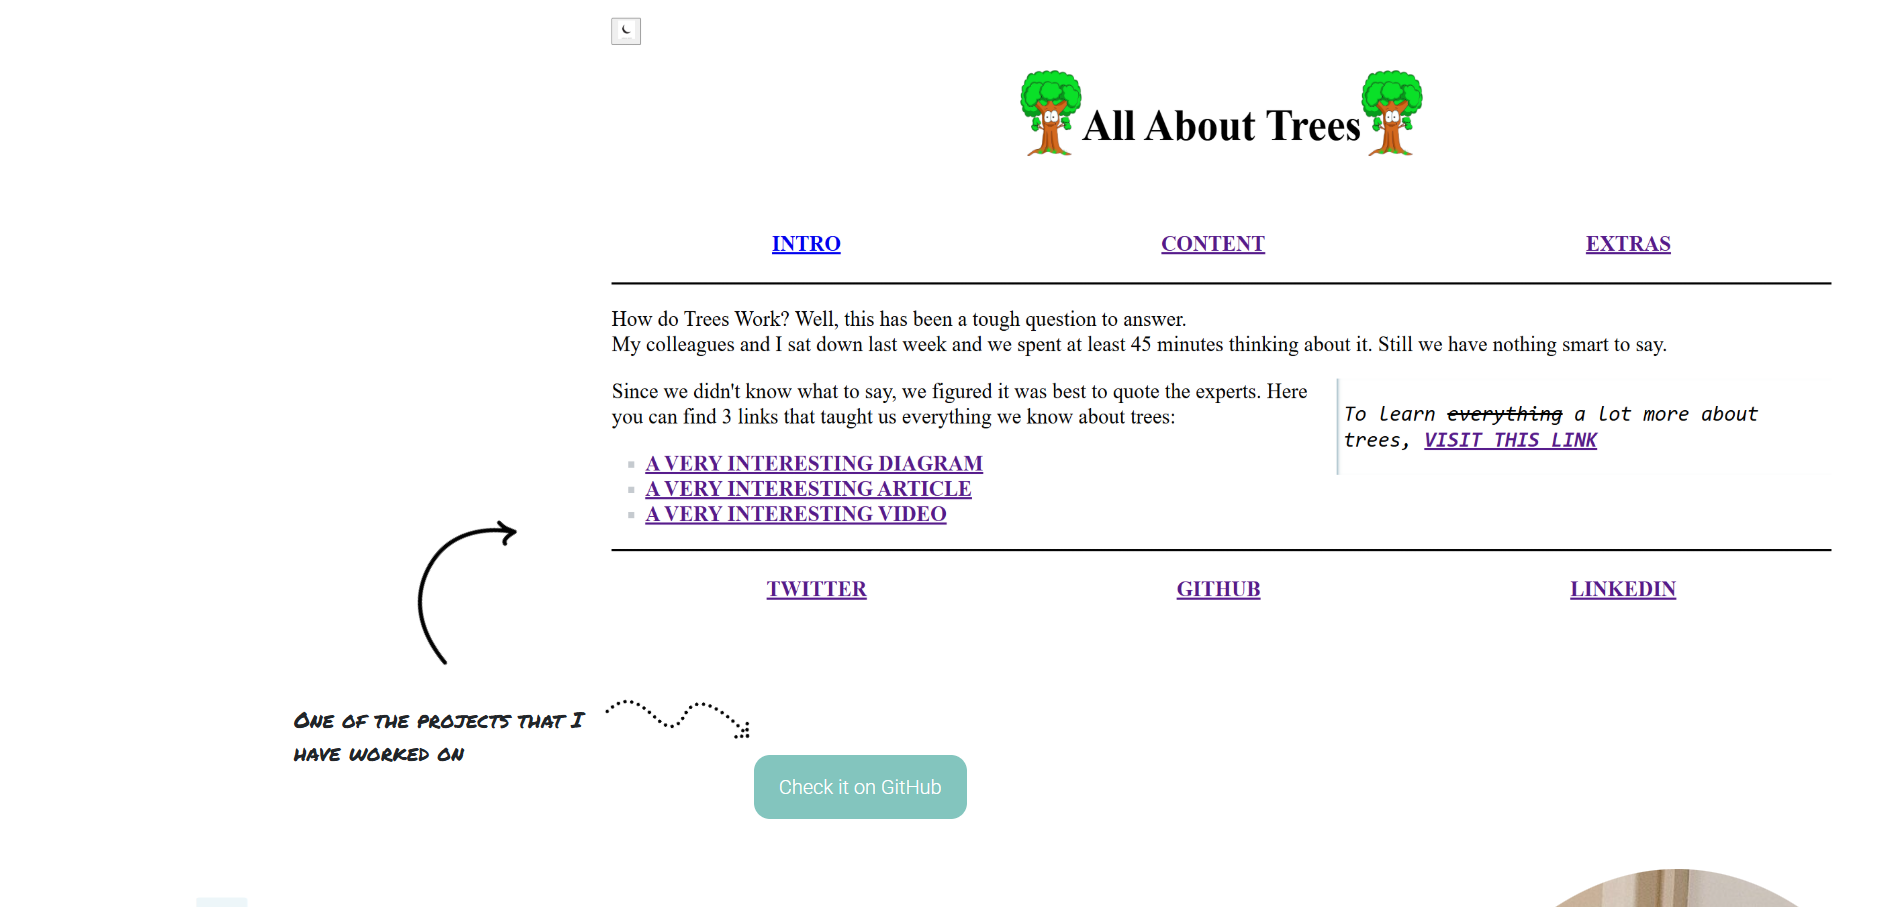 All About Trees
INTRO CONTENT EXTRAS
How do Trees Work? Well, this has been a tough question to answer.
My colleagues and I sat down last week and we spent at least 45 minutes thinking about it. Still we have nothing smart to say.
Since we didn't know what to say, we figured it was best to quote the experts. Here
you can find 3 links that taught us everything we know about trees:
To learn everything a lot more about
trees, VISIT THIS LINK
A VERY INTERESTING DIAGRAM
A VERY INTERESTING ARTICLE
A VERY INTERESTING VIDEO
TWITTER GITHUB LINKEDIN
One of the projects that I
have worked on
Check it on GitHub